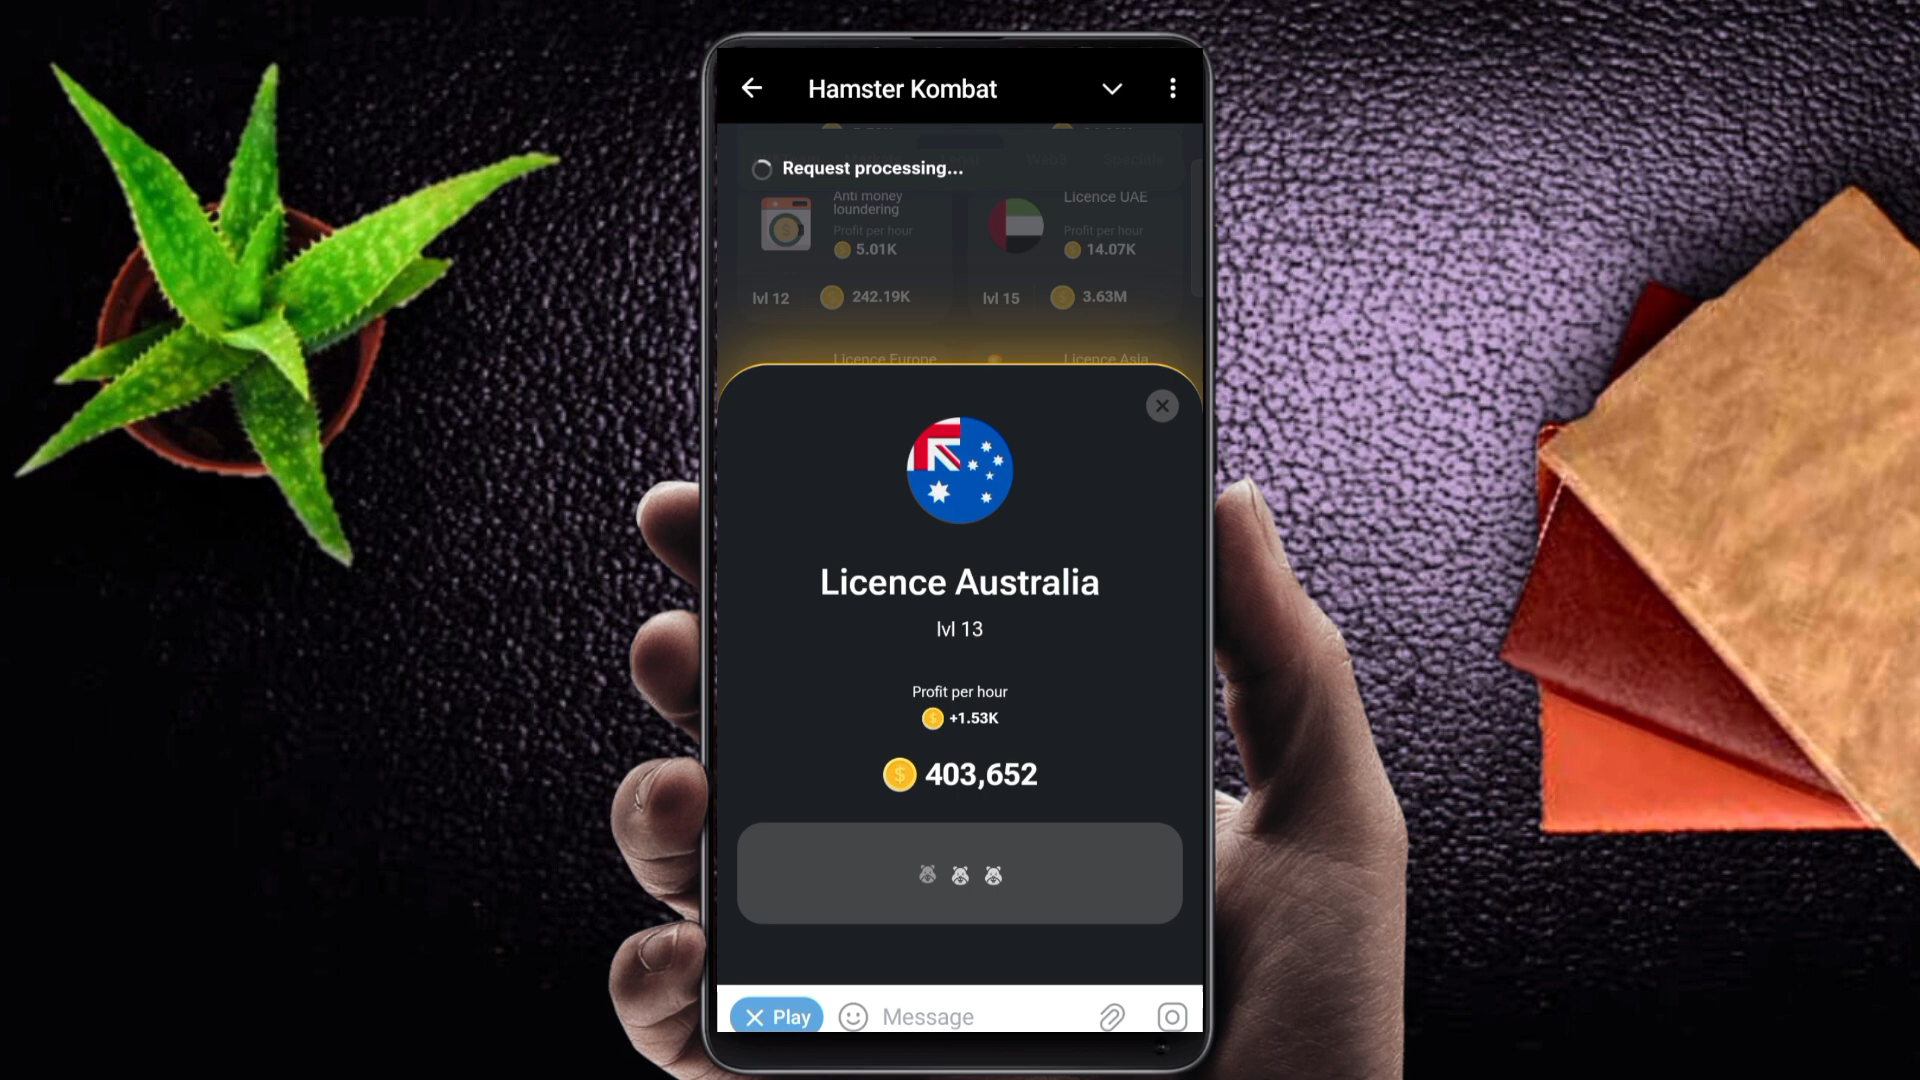 Hamster Kombat
Web3 Specials
Request processing...
Anti money
loundering
Profit per hour
5.01K
lvl 12
242.19K
Licence UAE
Profit per hour
14.07K
lvl 15
3.63M
Licence Europe
Licence Asia
Licence Australia
lvl 13
Profit per hour
+1.53K
403,652
Play
Message